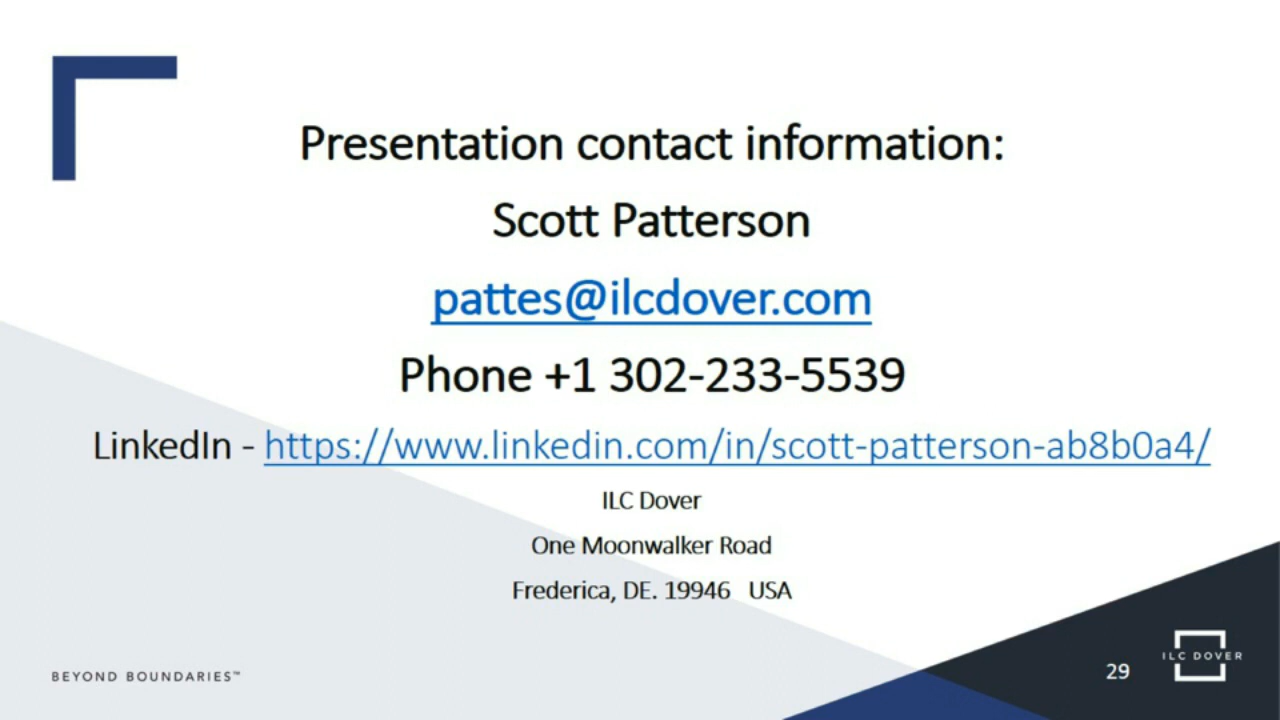 Presentation contact information:
Scott Patterson
pattes@ilcdover.com
Phone +1 302-233-5539
LinkedIn - https://www.linkedin.com/in/scott-patterson-ab8b0a4/
ILC Dover
One Moonwalker Road
Frederica, DE. 19946 USA
BEYOND BOUNDARIES™
29
ILC DOVER